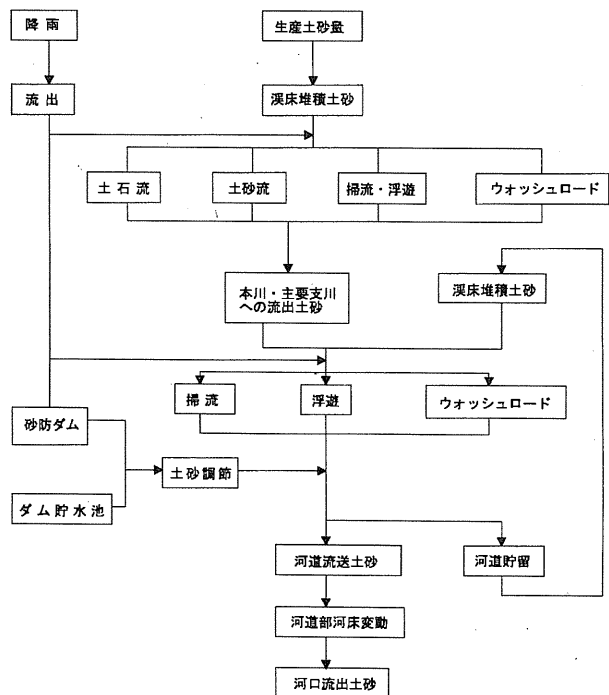 降雨
生産土砂量
流出
渓床堆積土砂
土石流
土砂流
掃流・浮遊
ウォッシュロード
本川・主要支川
への流出土砂
渓床堆積土砂
掃流
浮遊
ウォッシュロード
砂防ダム
土砂調節
ダム貯水池
河道流送土砂
河道貯留
河道部河床変動
河口流出土砂